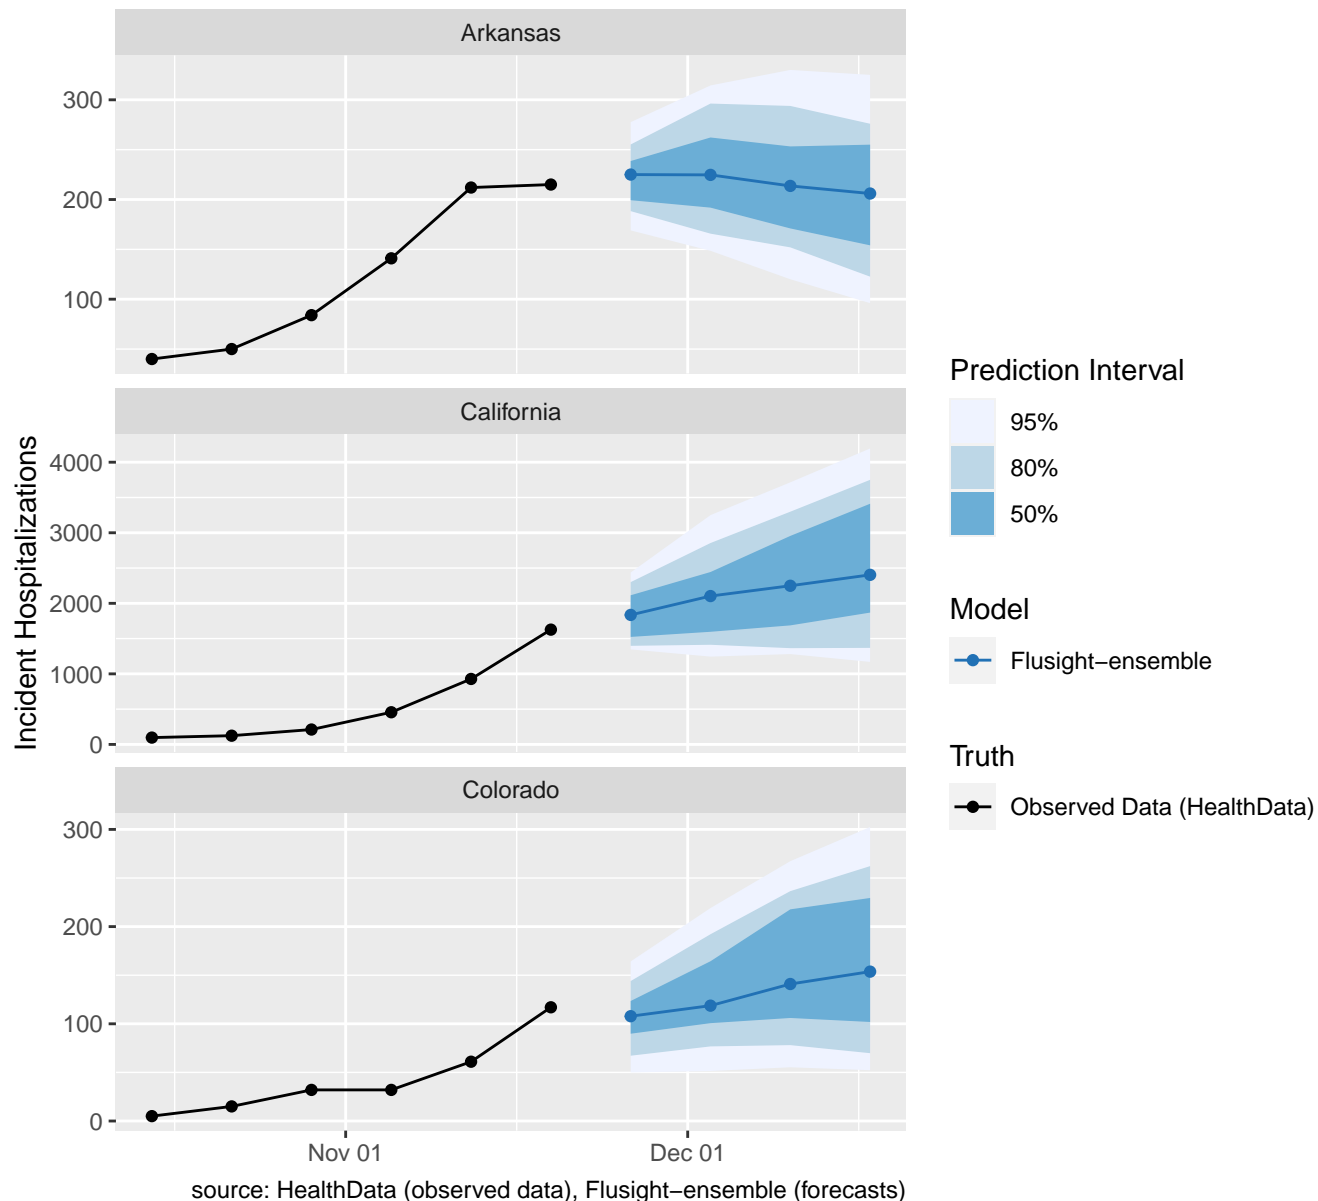 Arkansas
300
200
100
California
4000
3000
2000
1000
0
Colorado
300
200
100
0
Incident Hospitalizations
Nov 01
Dec 01
source: HealthData (observed data), Flusight−ensemble (forecasts)
Prediction Interval
95%
80%
50%
Model
Flusight−ensemble
Truth
Observed Data (HealthData)